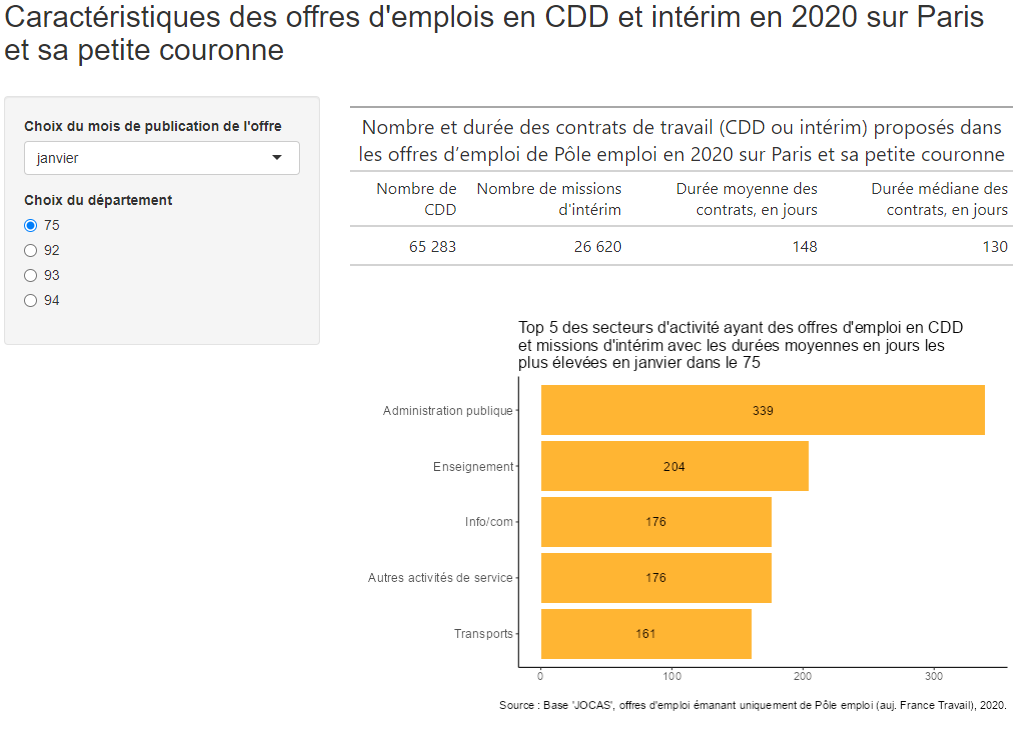 Caractéristiques des offres d'emplois en CDD et intérim en 2020 sur Paris
et sa petite couronne
Choix du mois de publication de l'offre
janvier
Choix du département
75
92
93
94
Nombre et durée des contrats de travail (CDD ou intérim) proposés dans
les offres d’emploi de Pôle emploi en 2020 sur Paris et sa petite couronne
Nombre de CDD
Nombre de missions d'intérim
Durée moyenne des contrats, en jours
Durée médiane des contrats, en jours
65 283 26 620 148 130
Top 5 des secteurs d'activité ayant des offres d'emploi en CDD
et missions d'intérim avec les durées moyennes en jours les
plus élevées en janvier dans le 75
Administration publique 339
Enseignement 204
Info/com 176
Autres activités de service 176
Transports 161
0 100 200 300
Source : Base 'JOCAS', offres d'emploi émanant uniquement de Pôle emploi (auj. France Travail), 2020.